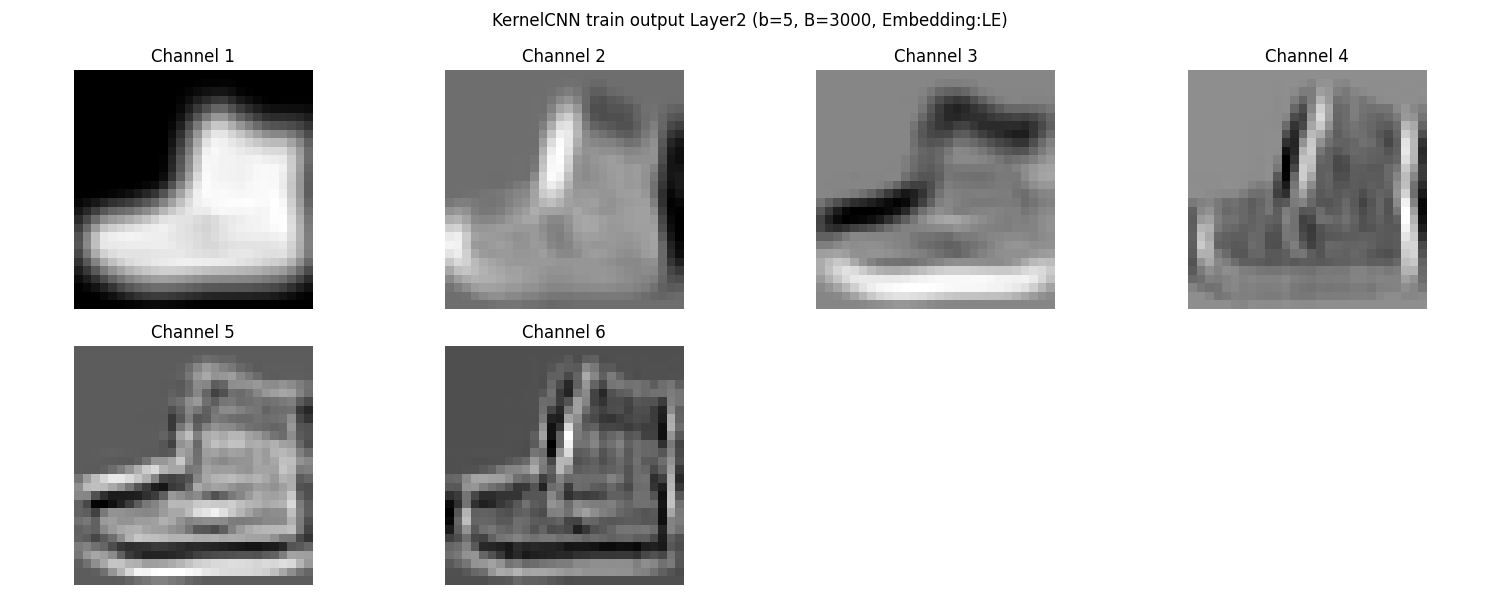 KernelCNN train output Layer2 (b=5, B=3000, Embedding:LE)
Channel 1
Channel 2
Channel 3
Channel 4
Channel 5
Channel 6